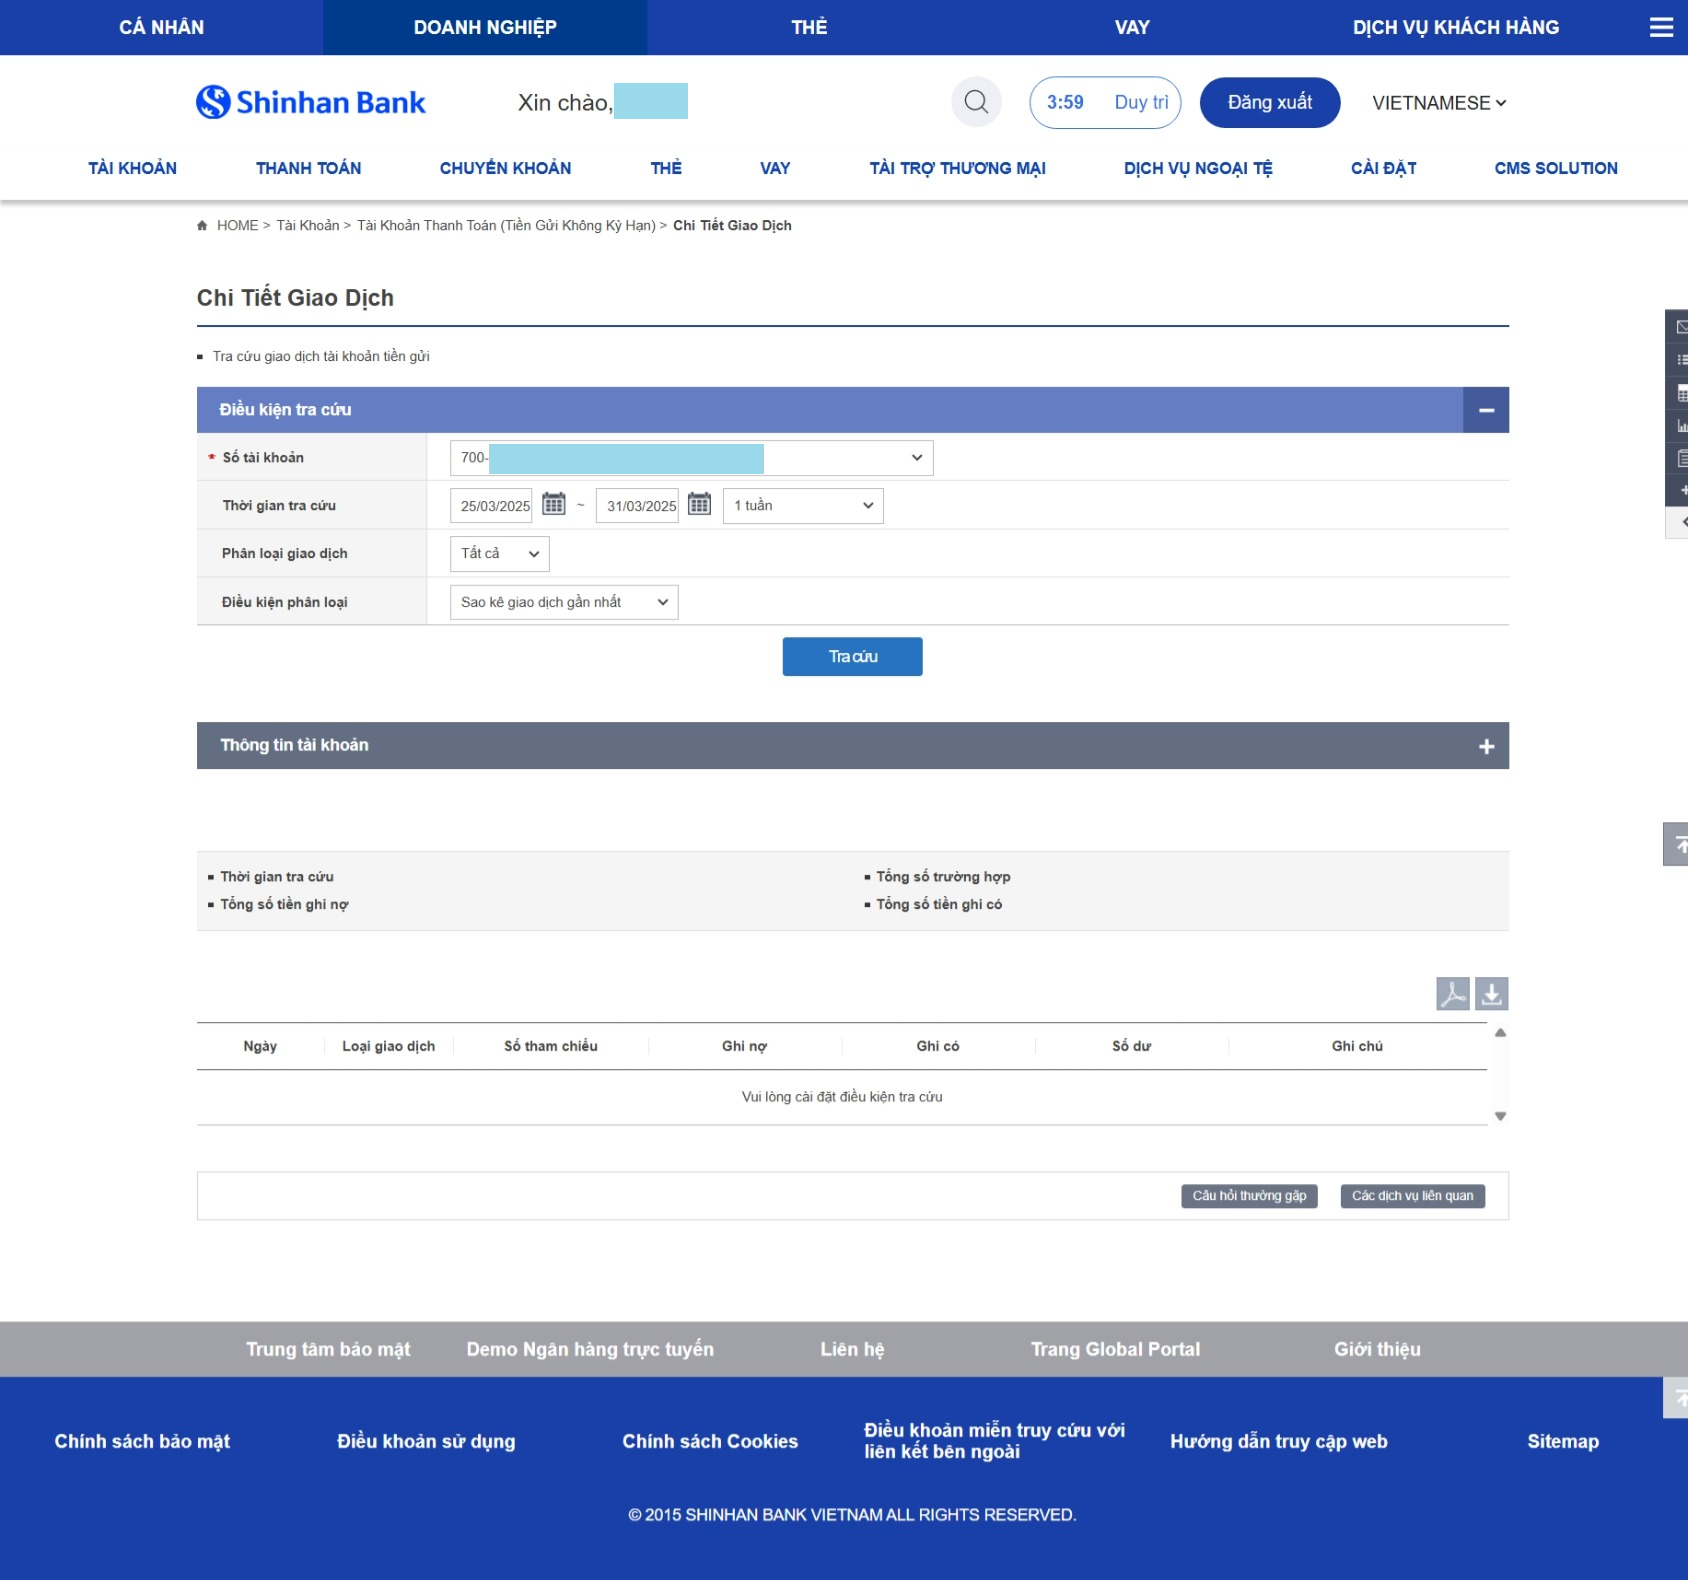 CÁ NHÂN DOANH NGHIỆP THẺ VAY DỊCH VỤ KHÁCH HÀNG
Shinhan Bank Xin chào, 3:59 Duy trì Đăng xuất VIETNAMESE
TÀI KHOẢN THANH TOÁN CHUYỂN KHOẢN THẺ VAY TÀI TRỢ THƯƠNG MẠI DỊCH VỤ NGOẠI TỆ CÀI ĐẶT CMS SOLUTION
HOME > Tài Khoản > Tài Khoản Thanh Toán (Tiền Gửi Không Kỳ Hạn) > Chi Tiết Giao Dịch
Chi Tiết Giao Dịch
Tra cứu giao dịch tài khoản tiền gửi
Điều kiện tra cứu
* Số tài khoản 700-
Thời gian tra cứu 25/03/2025 ~ 31/03/2025 1 tuần
Phân loại giao dịch Tất cả
Điều kiện phân loại Sao kê giao dịch gần nhất
Tra cứu
Thông tin tài khoản
Thời gian tra cứu Tổng số trường hợp
Tổng số tiền ghi nợ Tổng số tiền ghi có
Ngày Loại giao dịch Số tham chiếu Ghi nợ Ghi có Số dư Ghi chú
Vui lòng cài đặt điều kiện tra cứu
Câu hỏi thường gặp Các dịch vụ liên quan
Trung tâm bảo mật Demo Ngân hàng trực tuyến Liên hệ Trang Global Portal Giới thiệu
Chính sách bảo mật Điều khoản sử dụng Chính sách Cookies Điều khoản miễn truy cứu với
liên kết bên ngoài Hướng dẫn truy cập web Sitemap
© 2015 SHINHAN BANK VIETNAM ALL RIGHTS RESERVED.